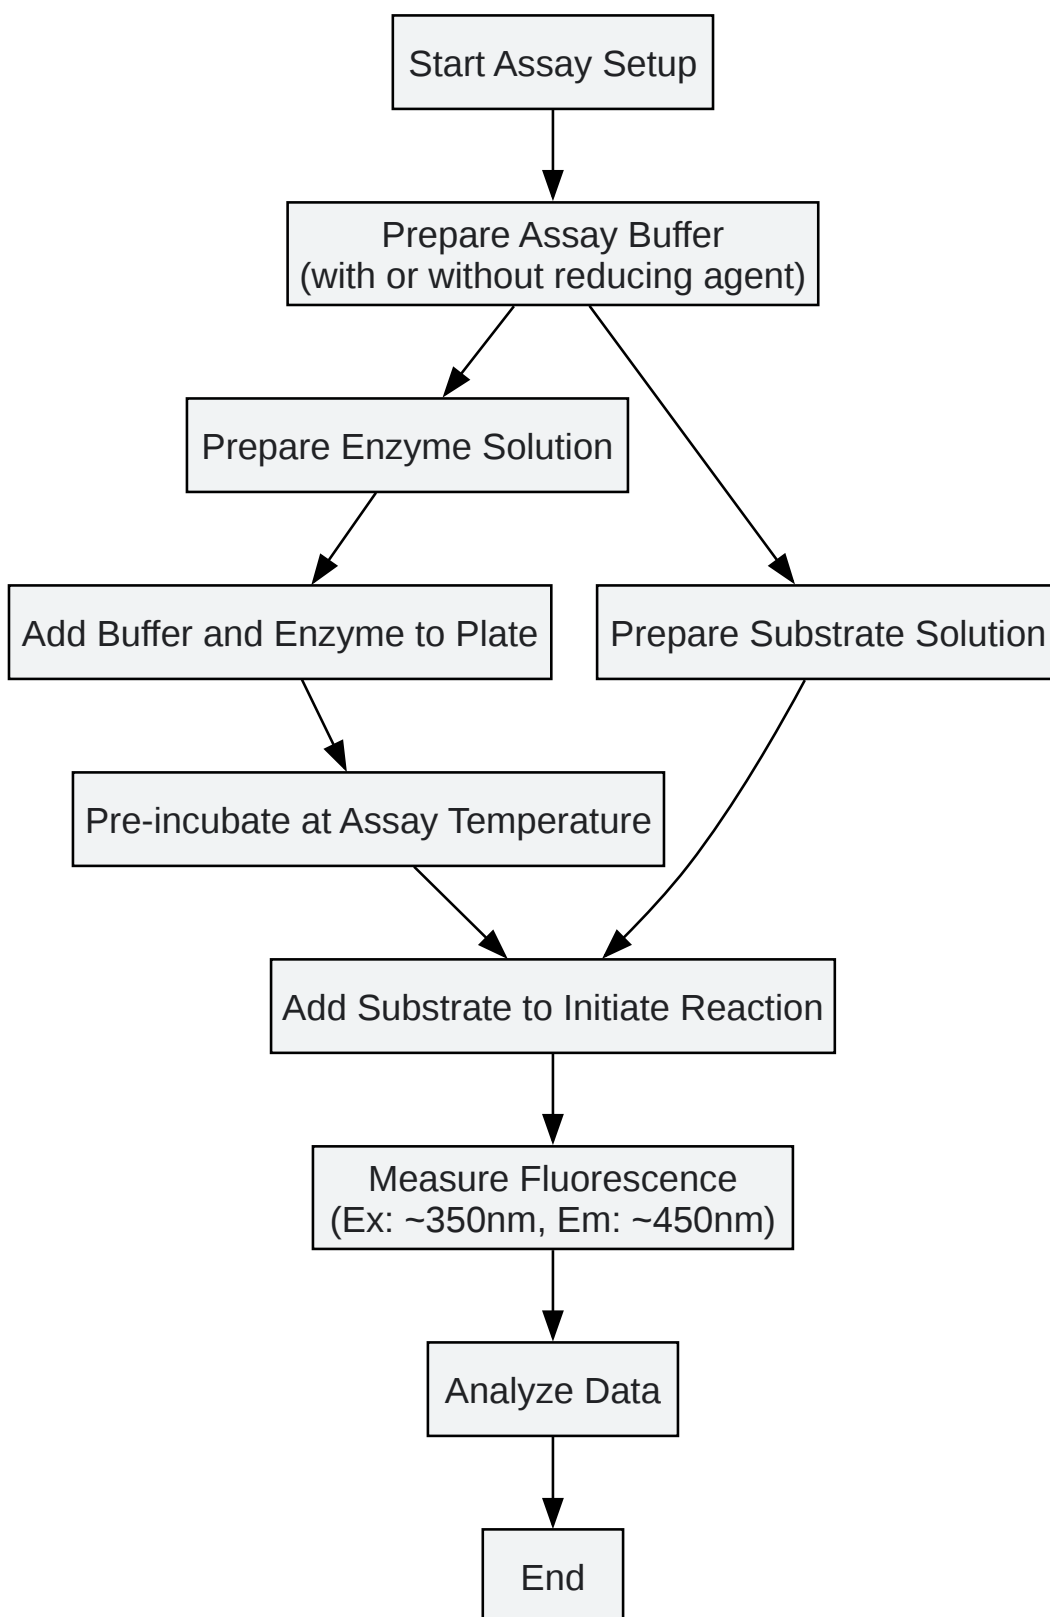 Start Assay Setup
Prepare Assay Buffer
(with or without reducing agent)
Prepare Enzyme Solution
Add Buffer and Enzyme to Plate
Prepare Substrate Solution
Pre-incubate at Assay Temperature
Add Substrate to Initiate Reaction
Measure Fluorescence
(Ex: ~350nm, Em: ~450nm)
Analyze Data
End